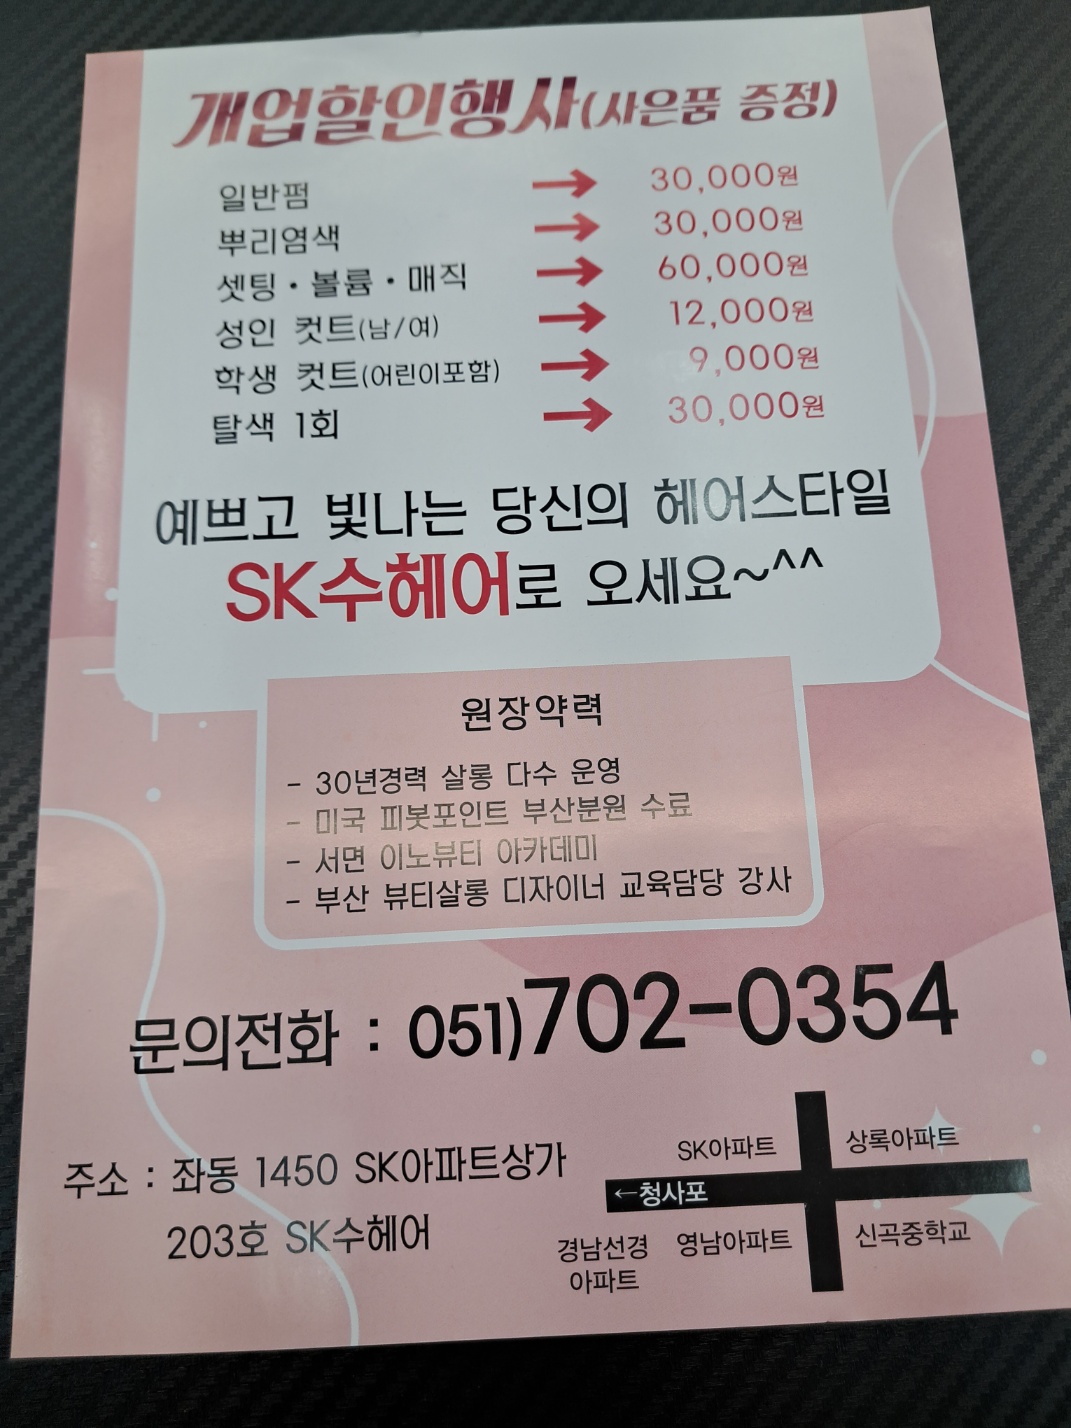 개업할인행사(사은품 증정)
일반펌 → 30,000원
뿌리염색 → 30,000원
셋팅·볼륨·매직 → 60,000원
성인 컷트(남/여) → 12,000원
학생 컷트(어린이포함) → 9,000원
탈색 1회 → 30,000원
예쁘고 빛나는 당신의 헤어스타일
SK수헤어로 오세요~^^
원장약력
- 30년경력 살롱 다수 운영
- 미국 피봇포인트 부산분원 수료
- 서면 이노뷰티 아카데미
- 부산 뷰티살롱 디자이너 교육담당 강사
문의전화 : 051)702-0354
주소 : 좌동 1450 SK아파트상가
203호 SK수헤어
SK아파트 상록아파트
←청사포
경남선경 영남아파트 신곡중학교
아파트